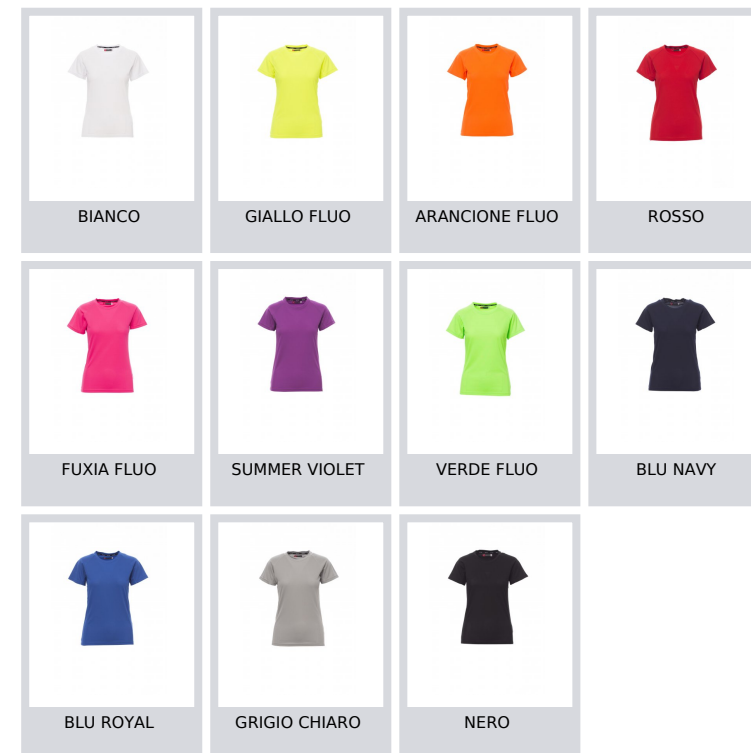 BIANCO
GIALLO FLUO
ARANCIONE FLUO
ROSSO
FUXIA FLUO
SUMMER VIOLET
VERDE FLUO
BLU NAVY
BLU ROYAL
GRIGIO CHIARO
NERO